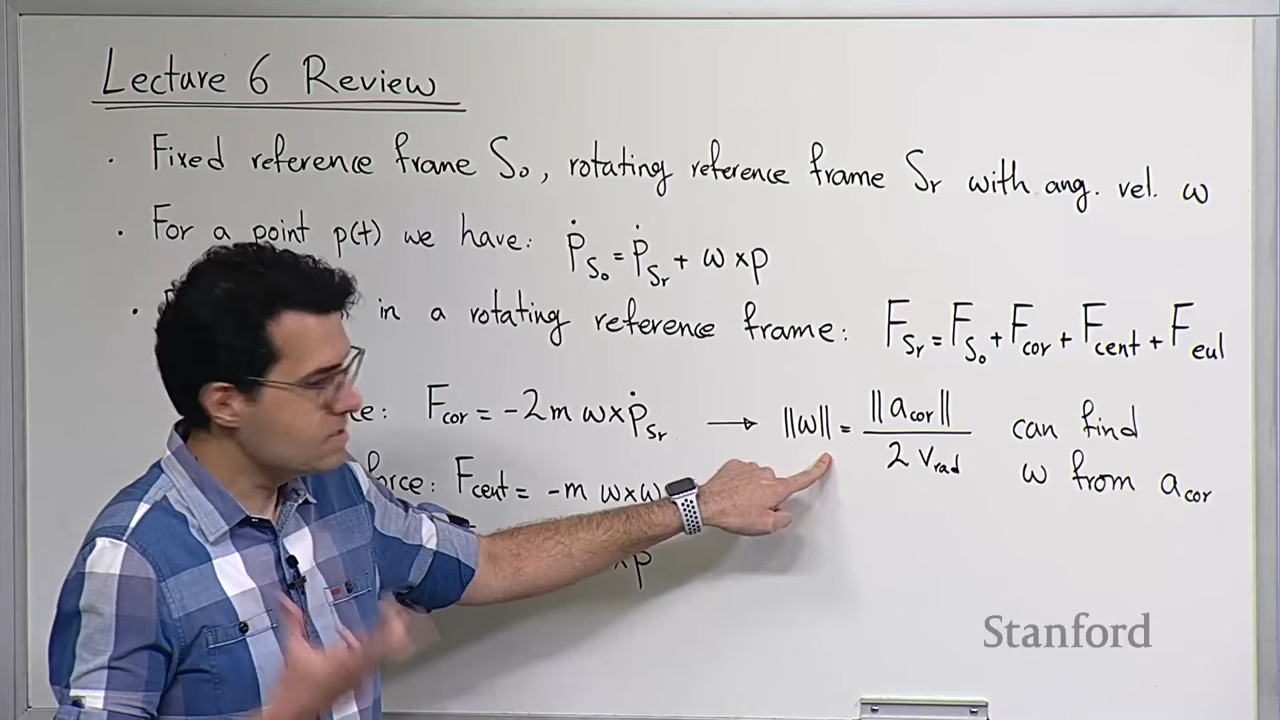 Lecture 6 Review
· Fixed reference frame S₀, rotating reference frame Sr with ang. vel. ω
· For a point p(t) we have: ṗ_S₀ = ṗ_Sr + ω × p
· in a rotating reference frame: F_Sr = F_S₀ + F_cor + F_cent + F_eul
F_cor = -2m ω × ṗ_Sr → ||ω|| = ||a_cor|| / 2 v_rad can find ω from a_cor
F_cent = -m ω × ω
× p
Stanford